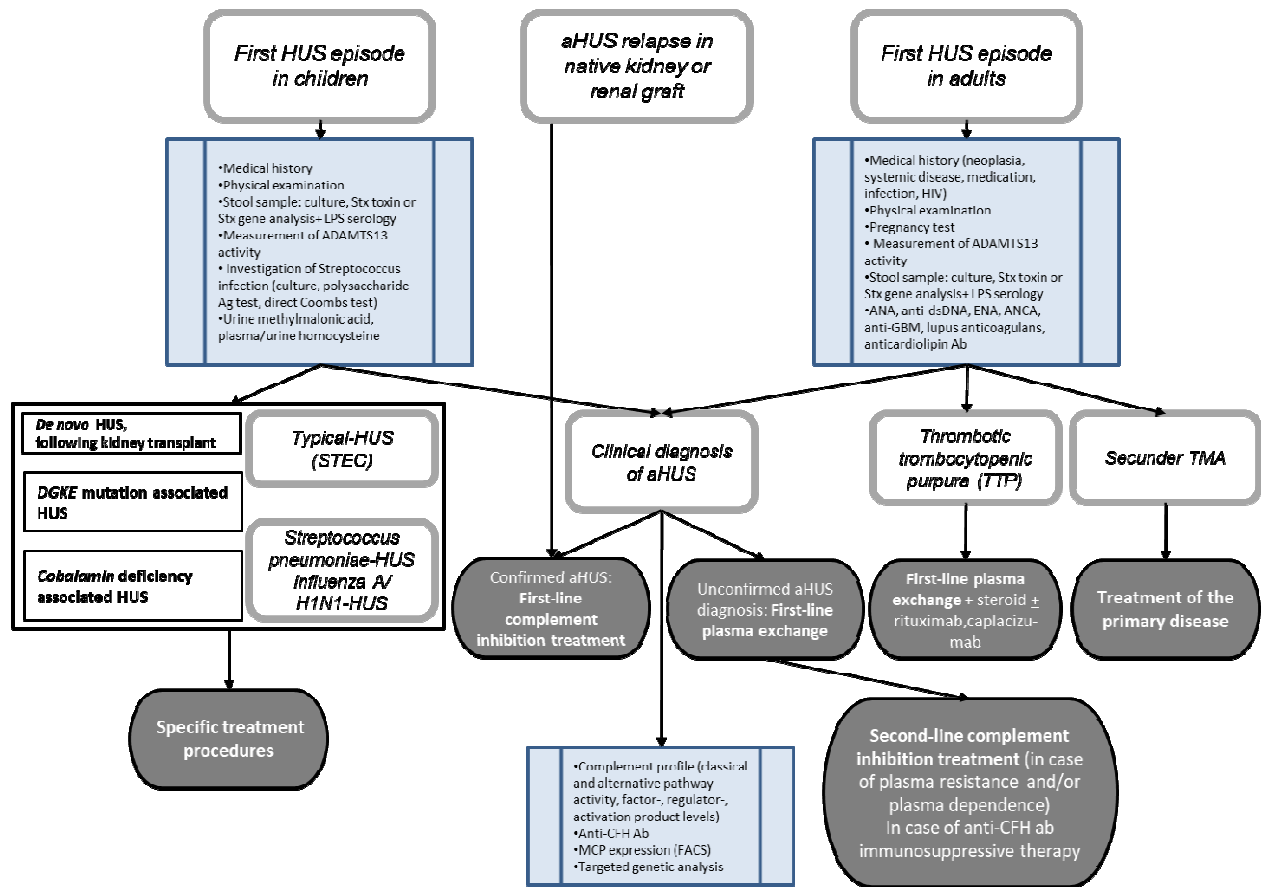 First HUS episode
in children
aHUS relapse in
native kidney or
renal graft
First HUS episode
in adults
•Medical history
•Physical examination
•Stool sample: culture, Stx toxin or
Stx gene analysis+ LPS serology
•Measurement of ADAMTS13
activity
• Investigation of Streptococcus
infection (culture, polysaccharide
Ag test, direct Coombs test)
•Urine methylmalonic acid,
plasma/urine homocysteine
•Medical history (neoplasia,
systemic disease, medication,
infection, HIV)
•Physical examination
•Pregnancy test
• Measurement of ADAMTS13
activity
•Stool sample: culture, Stx toxin or
Stx gene analysis+ LPS serology
•ANA, anti-dsDNA, ENA, ANCA,
anti-GBM, lupus anticoagulans,
anticardiolipin Ab
De novo HUS,
following kidney transplant
DGKE mutation associated
HUS
Cobalamin deficiency
associated HUS
Typical-HUS
(STEC)
Streptococcus
pneumoniae-HUS
Influenza A/
H1N1-HUS
Clinical diagnosis
of aHUS
Thrombotic
trombocytopenic
purpura (TTP)
Secunder TMA
Confirmed aHUS:
First-line
complement
inhibition treatment
Unconfirmed aHUS
diagnosis: First-line
plasma exchange
First-line plasma
exchange + steroid ±
rituximab,caplacizu-
mab
Treatment of the
primary disease
Specific treatment
procedures
•Complement profile (classical
and alternative pathway
activity, factor-, regulator-,
activation product levels)
•Anti-CFH Ab
•MCP expression (FACS)
•Targeted genetic analysis
Second-line complement
inhibition treatment (in case
of plasma resistance and/or
plasma dependence)
In case of anti-CFH ab
immunosuppressive therapy